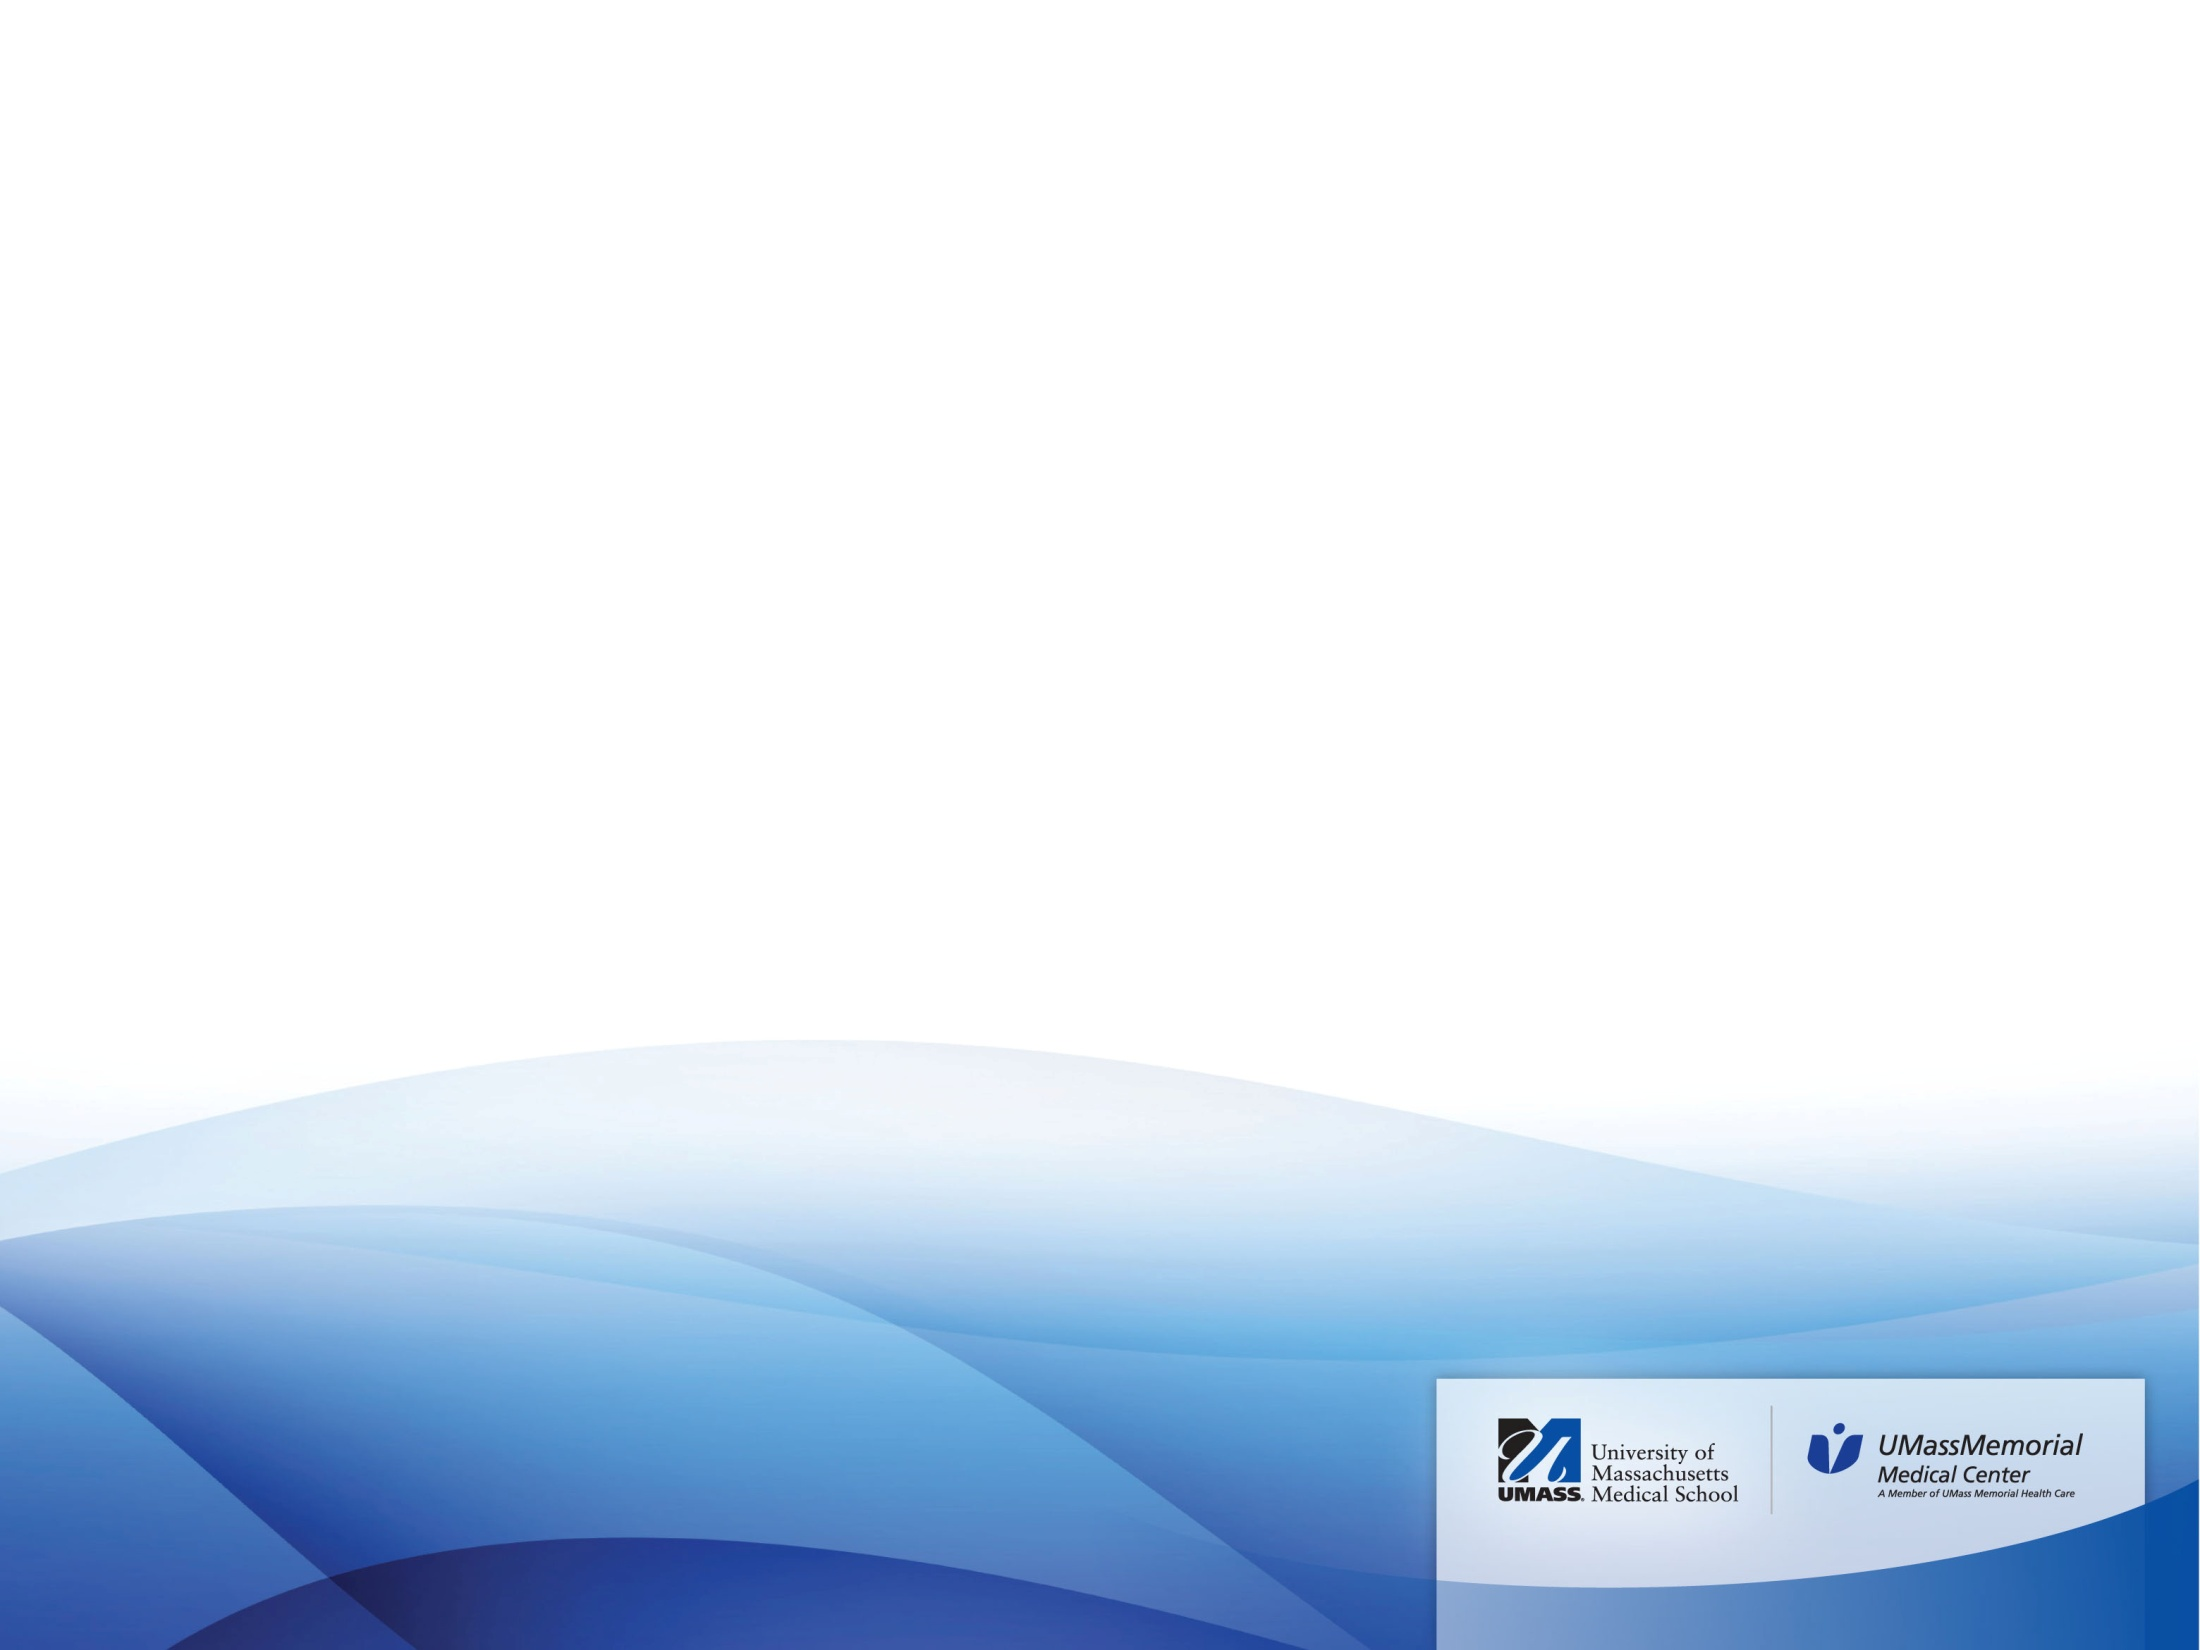 University of
Massachusetts
UMASS® Medical School
UMassMemorial
Medical Center
A Member of UMass Memorial Health Care